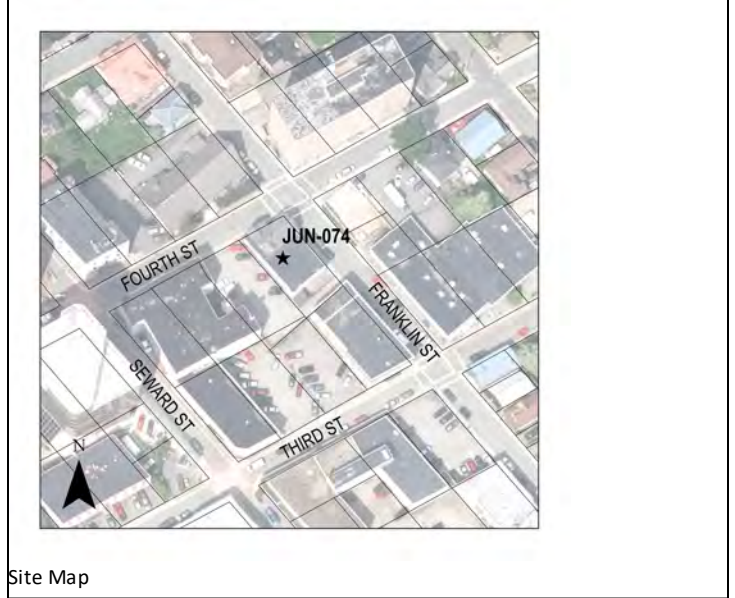 JUN-074
FOURTH ST
FRANKLIN ST
SEWARD ST
THIRD ST
N
Site Map